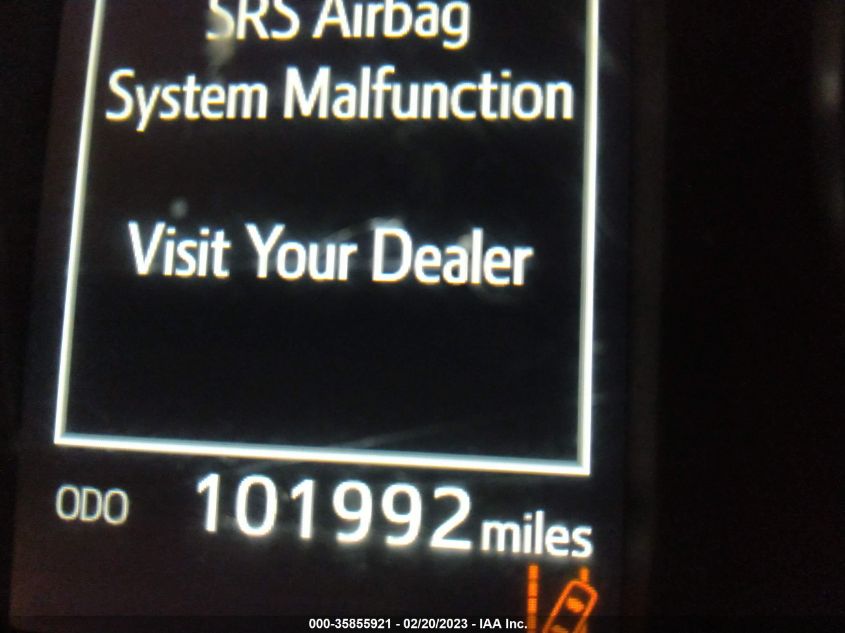 SRS Airbag
System Malfunction
Visit Your Dealer
ODO 101992 miles
000-35855921 - 02/20/2023 - IAA Inc.